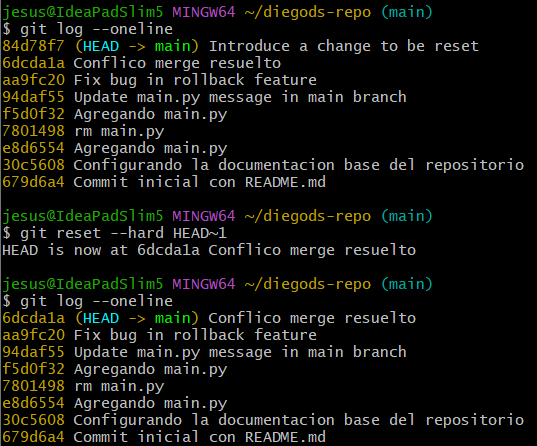 jesus@IdeaPadSlim5 MINGW64 ~/diegods-repo (main)
$ git log --oneline
84d78f7 (HEAD -> main) Introduce a change to be reset
6dcda1a Conflico merge resuelto
aa9fc20 Fix bug in rollback feature
94daf55 Update main.py message in main branch
f5d0f32 Agregando main.py
7801498 rm main.py
e8d6554 Agregando main.py
30c5608 Configurando la documentacion base del repositorio
679d6a4 Commit inicial con README.md
jesus@IdeaPadSlim5 MINGW64 ~/diegods-repo (main)
$ git reset --hard HEAD~1
HEAD is now at 6dcda1a Conflico merge resuelto
jesus@IdeaPadSlim5 MINGW64 ~/diegods-repo (main)
$ git log --oneline
6dcda1a (HEAD -> main) Conflico merge resuelto
aa9fc20 Fix bug in rollback feature
94daf55 Update main.py message in main branch
f5d0f32 Agregando main.py
7801498 rm main.py
e8d6554 Agregando main.py
30c5608 Configurando la documentacion base del repositorio
679d6a4 Commit inicial con README.md